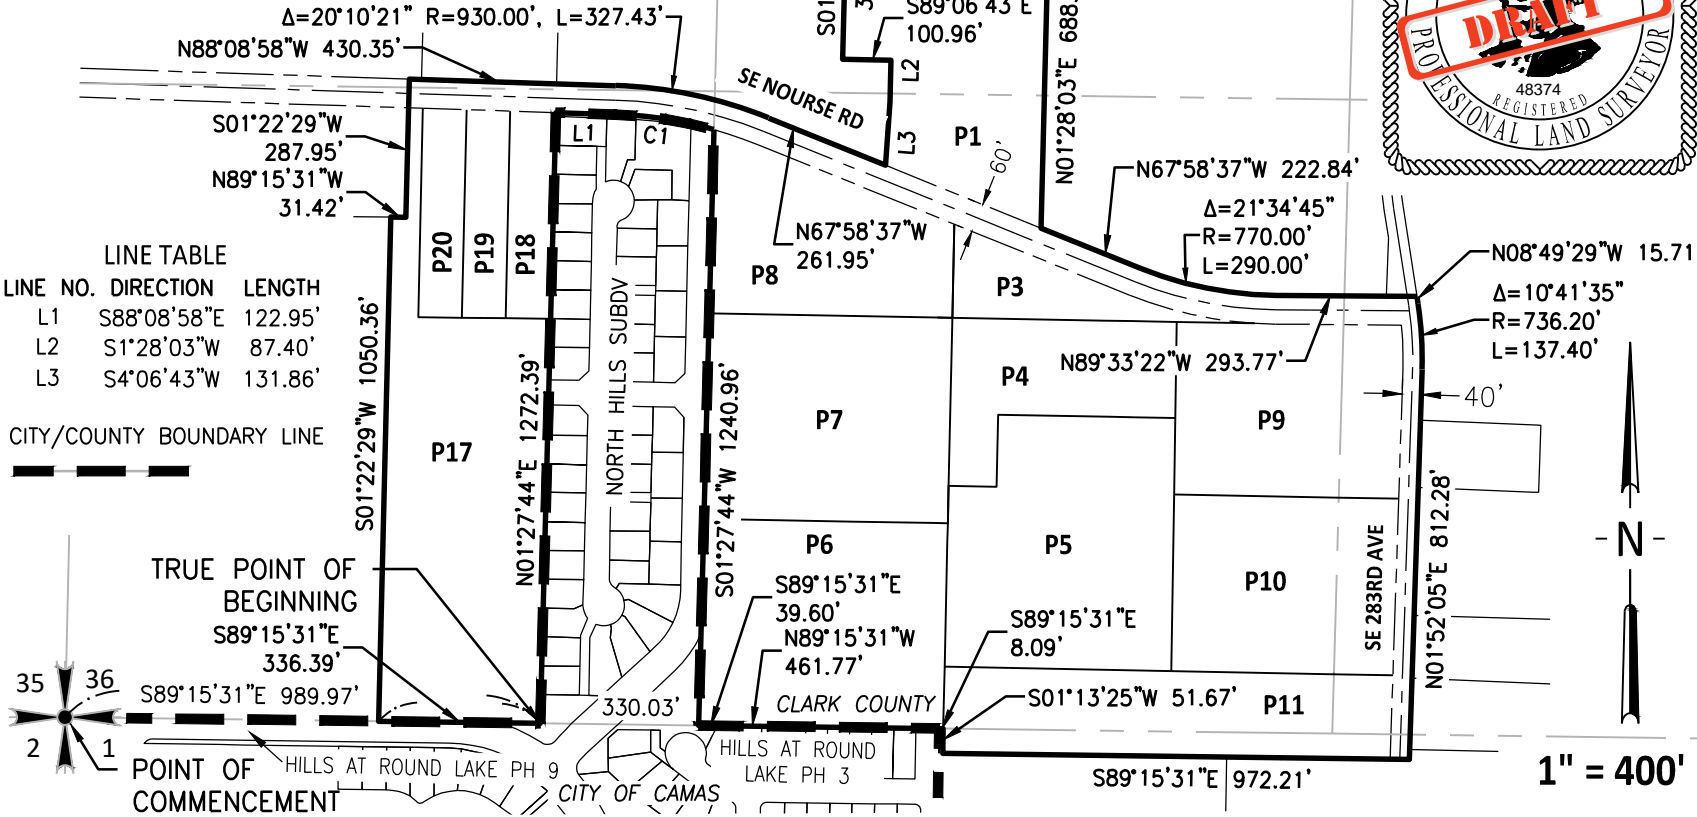 Δ=20°10'21" R=930.00', L=327.43'
N88°08'58"W 430.35'
S89°06'43"E
100.96'
L2
L3
SE NOURSE RD
P1
60'
N01°28'03"E 688.
DRAFT
PROFESSIONAL LAND SURVEYOR
REGISTERED
48374
S01°22'29"W
287.95'
N89°15'31"W
31.42'
L1
C1
N67°58'37"W 222.84'
Δ=21°34'45"
R=770.00'
L=290.00'
N08°49'29"W 15.71
Δ=10°41'35"
R=736.20'
L=137.40'
N67°58'37"W
261.95'
P20
P19
P18
P8
P3
LINE TABLE
LINE NO. DIRECTION LENGTH
L1 S88°08'58"E 122.95'
L2 S1°28'03"W 87.40'
L3 S4°06'43"W 131.86'
CITY/COUNTY BOUNDARY LINE
S01°22'29"W 1050.36'
N01°27'44"E 1272.39'
NORTH HILLS SUBDV
S01°27'44"W 1240.96'
N89°33'22"W 293.77'
P4
P7
P9
40'
P17
P6
P5
P10
SE 283RD AVE
N01°52'05"E 812.28'
N
TRUE POINT OF
BEGINNING
S89°15'31"E
336.39'
S89°15'31"E
39.60'
N89°15'31"W
461.77'
S89°15'31"E
8.09'
S01°13'25"W 51.67'
P11
35 36
2 1
S89°15'31"E 989.97'
330.03'
CLARK COUNTY
POINT OF
COMMENCEMENT
HILLS AT ROUND LAKE PH 9
HILLS AT ROUND
LAKE PH 3
CITY OF CAMAS
S89°15'31"E 972.21'
1" = 400'